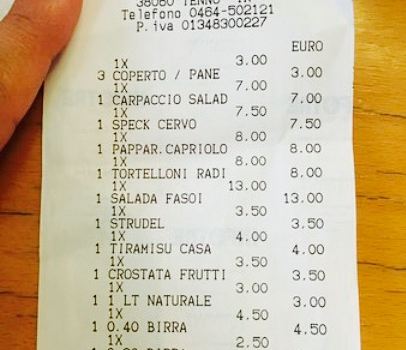 38060 TENNO
Telefono 0464-502121
P.iva 01348300227
EURO
1X 3.00
3 COPERTO / PANE 3.00
1X 7.00
1 CARPACCIO SALAD 7.00
1X 7.50
1 SPECK CERVO 7.50
1X 8.00
1 PAPPAR.CAPRIOLO 8.00
1X 8.00
1 TORTELLONI RADI 8.00
1X 13.00
1 SALADA FASOI 13.00
1X 3.50
1 STRUDEL 3.50
1X 4.00
1 TIRAMISU CASA 4.00
1X 3.50
1 CROSTATA FRUTTI 3.50
1X 3.00
1 1 LT NATURALE 3.00
1X 4.50
1 0.40 BIRRA 4.50
1X 2.50